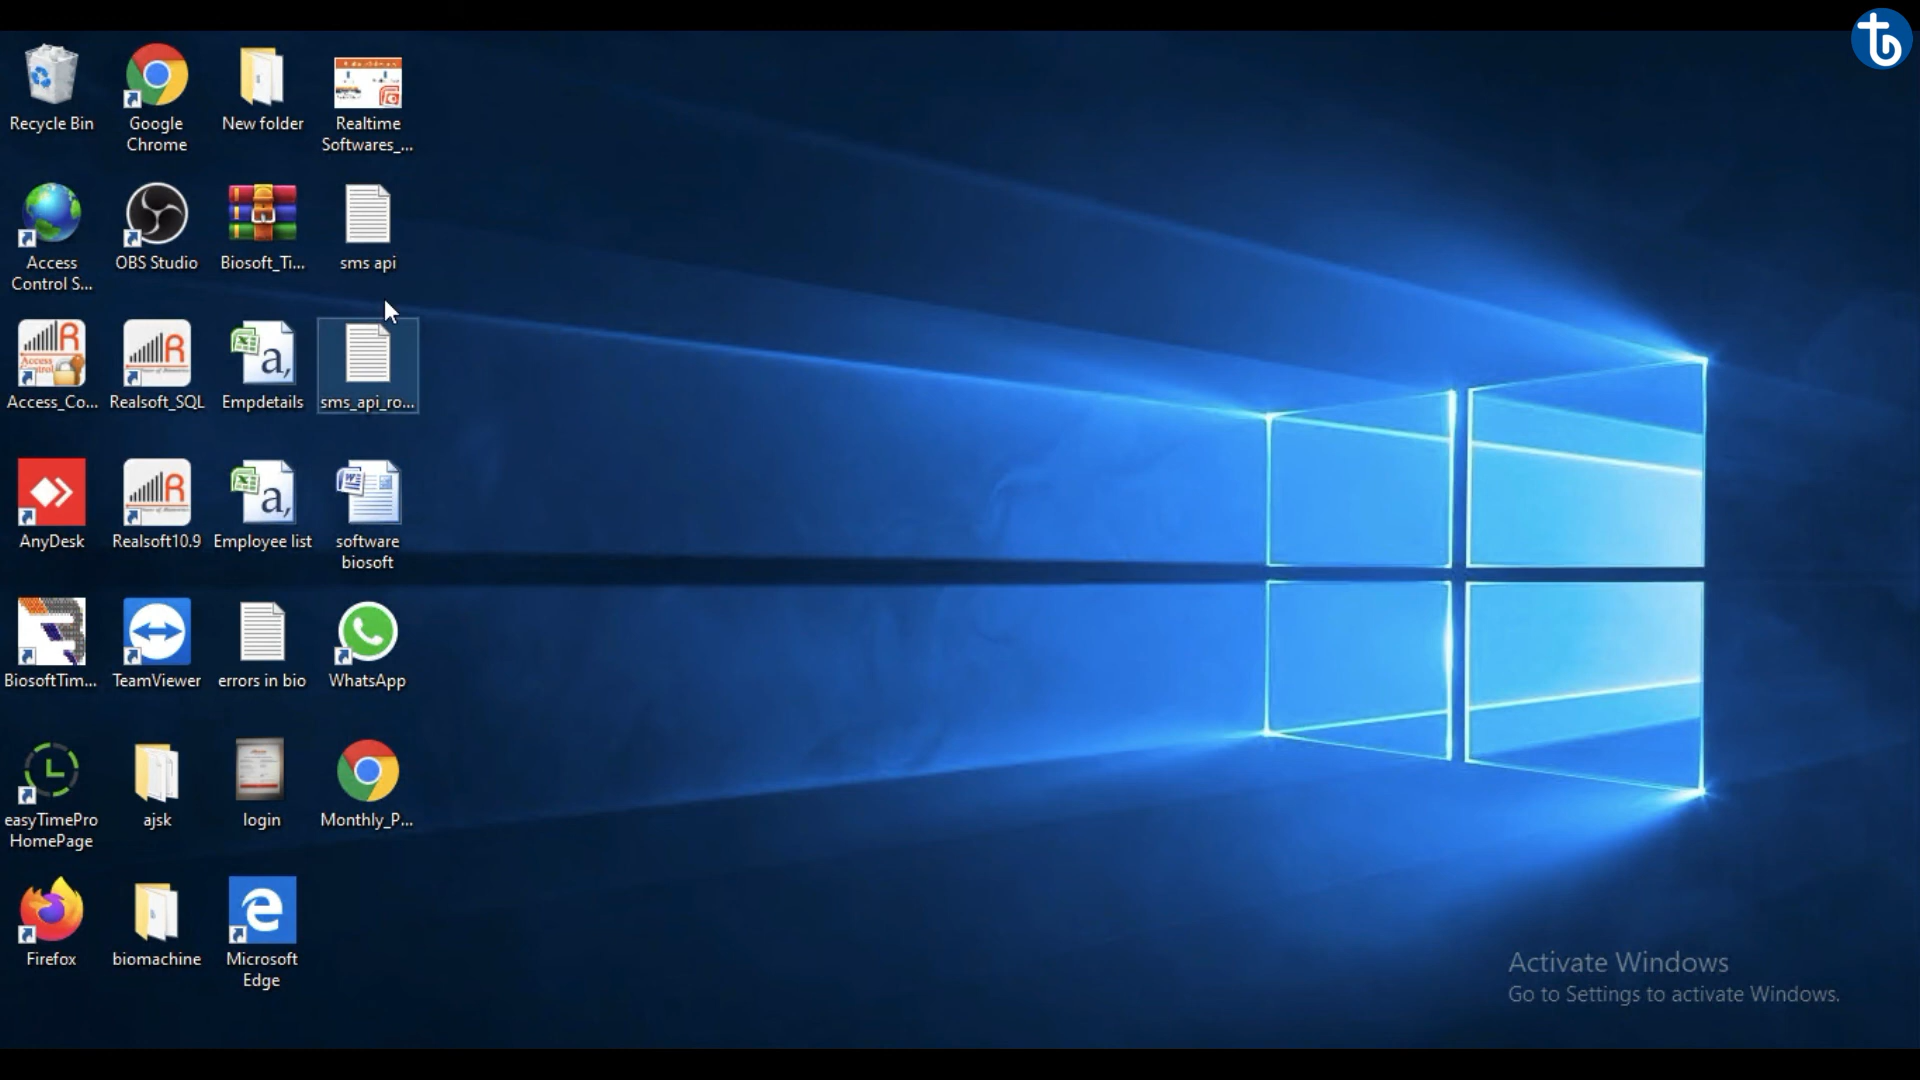 Recycle Bin
Google
Chrome
New folder
Realtime
Softwares_...
Access
Control S...
OBS Studio
Biosoft_Ti...
sms api
Access_Co...
Realsoft_SQL
Empdetails
sms_api_ro...
AnyDesk
Realsoft10.9
Employee list
software
biosoft
BiosoftTim...
TeamViewer
errors in bio
WhatsApp
easyTimePro
HomePage
ajsk
login
Monthly_P...
Firefox
biomachine
Microsoft
Edge
Activate Windows
Go to Settings to activate Windows.